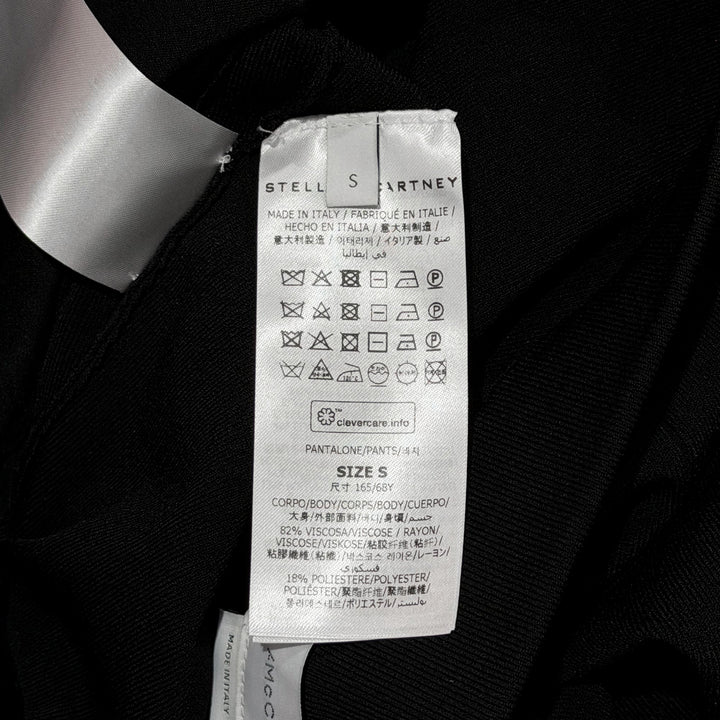 S
STELL CARTNEY
MADE IN ITALY / FABRIQUÉ EN ITALIE /
HECHO EN ITALIA / 意大利制造 /
意大利製造 / 이태리제 / イタリア製 / صنع
في إيطاليا
clevercare.info
PANTALONE/PANTS/바지
SIZE S
尺寸 165/68Y
CORPO/BODY/CORPS/BODY/CUERPO/
大身/外部面料/바디/身頃/جسم
82% VISCOSA/VISCOSE / RAYON/
VISCOSE/VISKOSE/粘胶纤维(粘纤)/
粘膠纖維(粘纖)/비스코스 레이온/レーヨン/
فسكوزي
18% POLIESTERE/POLYESTER/
POLIÉSTER/聚酯纤维/聚酯纖維/
폴리에스테르/ポリエステル/بوليستر
MADE IN ITALY